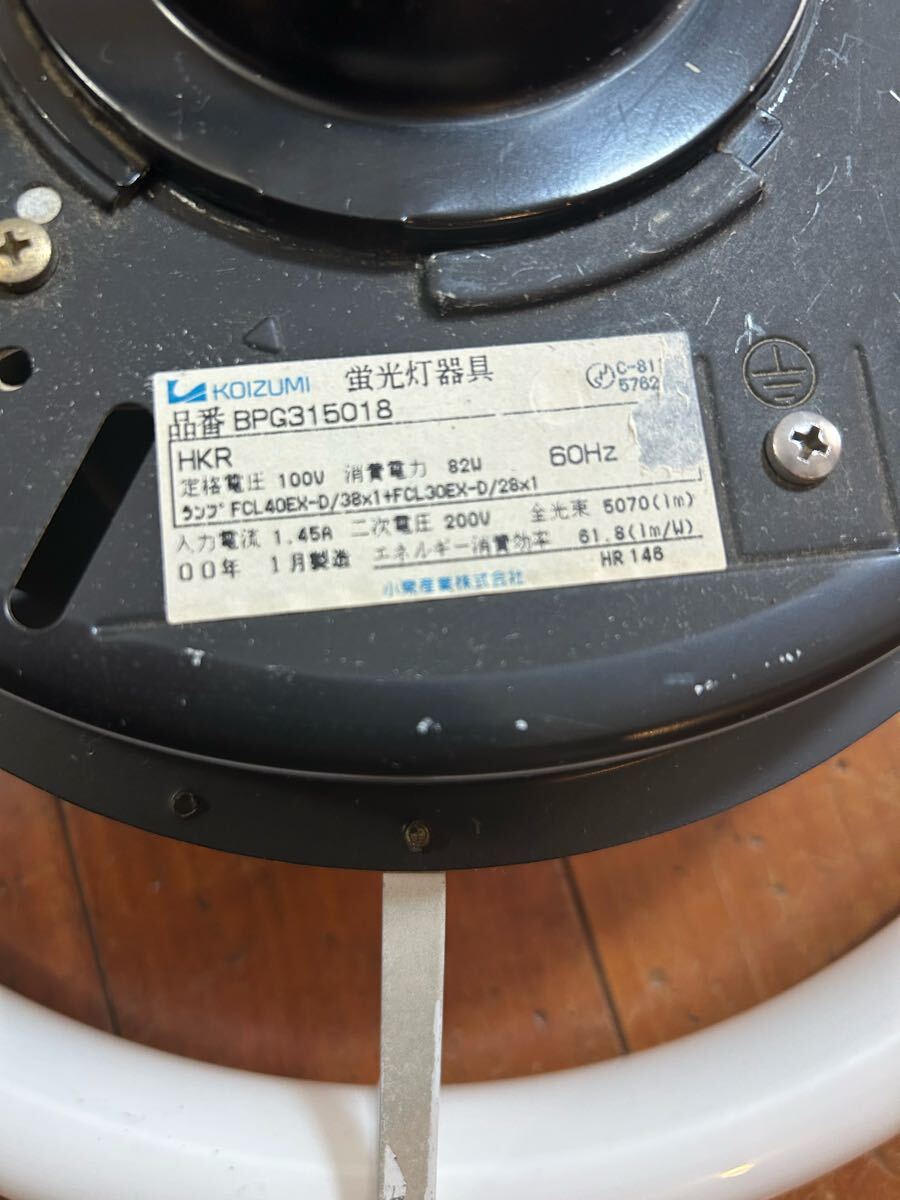 KOIZUMI 蛍光灯器具 C-81
5762
品番 BPG315018
HKR 60Hz
定格電圧 100V 消費電力 82W
ランプ FCL40EX-D/38x1+FCL30EX-D/28x1
入力電流 1.45A 二次電圧 200V 全光束 5070(lm)
00年 1月製造 エネルギー消費効率 61.8(lm/W)
HR146
小泉産業株式会社